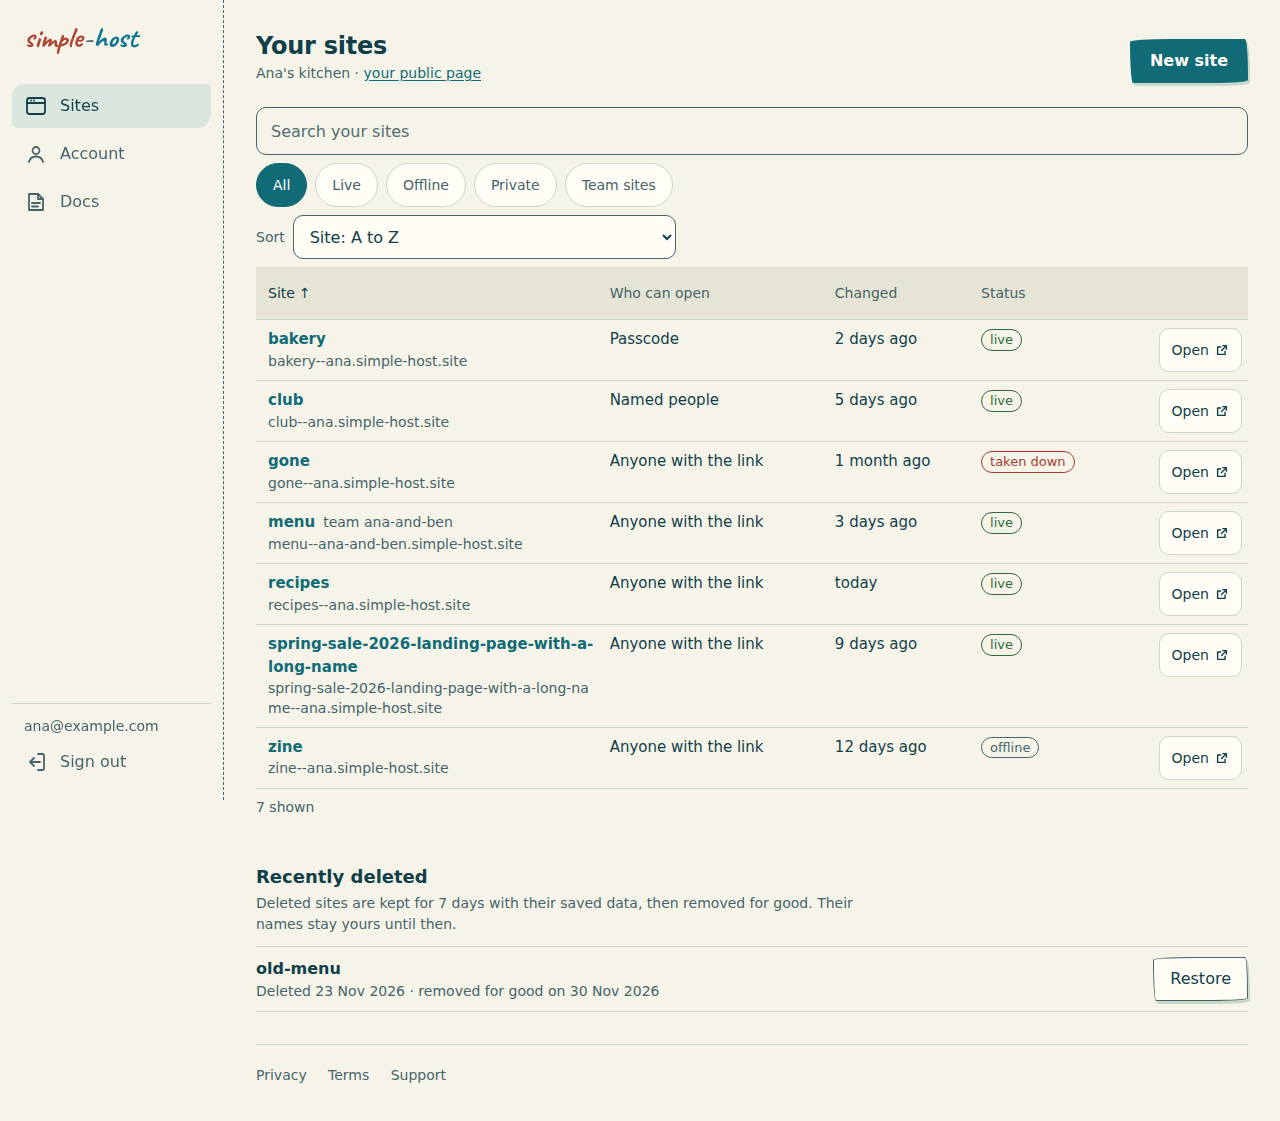 simple-host
Sites
Account
Docs
ana@example.com
Sign out
Your sites
Ana's kitchen · your public page
New site
Search your sites
All Live Offline Private Team sites
Sort Site: A to Z
Site ↑ Who can open Changed Status
bakery Passcode 2 days ago live Open
bakery--ana.simple-host.site
club Named people 5 days ago live Open
club--ana.simple-host.site
gone Anyone with the link 1 month ago taken down Open
gone--ana.simple-host.site
menu team ana-and-ben Anyone with the link 3 days ago live Open
menu--ana-and-ben.simple-host.site
recipes Anyone with the link today live Open
recipes--ana.simple-host.site
spring-sale-2026-landing-page-with-a- Anyone with the link 9 days ago live Open
long-name
spring-sale-2026-landing-page-with-a-long-na
me--ana.simple-host.site
zine Anyone with the link 12 days ago offline Open
zine--ana.simple-host.site
7 shown
Recently deleted
Deleted sites are kept for 7 days with their saved data, then removed for good. Their
names stay yours until then.
old-menu
Deleted 23 Nov 2026 · removed for good on 30 Nov 2026
Restore
Privacy Terms Support